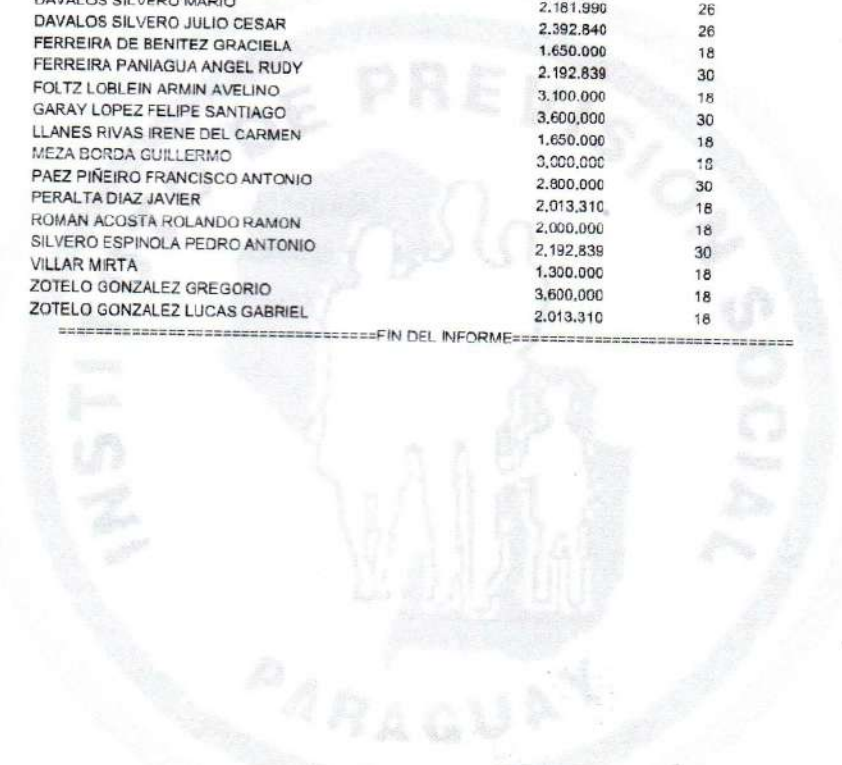 DAVALOS SILVERO MARIO 2.181.990 26
DAVALOS SILVERO JULIO CESAR 2.392.840 26
FERREIRA DE BENITEZ GRACIELA 1.650.000 18
FERREIRA PANIAGUA ANGEL RUDY 2.192.839 30
FOLTZ LOBLEIN ARMIN AVELINO 3.100.000 18
GARAY LOPEZ FELIPE SANTIAGO 3,600,000 30
LLANES RIVAS IRENE DEL CARMEN 1.650.000 18
MEZA BORDA GUILLERMO 3,000,000 18
PAEZ PIÑEIRO FRANCISCO ANTONIO 2.800.000 30
PERALTA DIAZ JAVIER 2,013,310 18
ROMAN ACOSTA ROLANDO RAMON 2,000,000 18
SILVERO ESPINOLA PEDRO ANTONIO 2,192,839 30
VILLAR MIRTA 1.300.000 18
ZOTELO GONZALEZ GREGORIO 3,600,000 18
ZOTELO GONZALEZ LUCAS GABRIEL 2.013.310 18
==================================FIN DEL INFORME==============================
INSTITUTO DE PREVISION SOCIAL
PARAGUAY